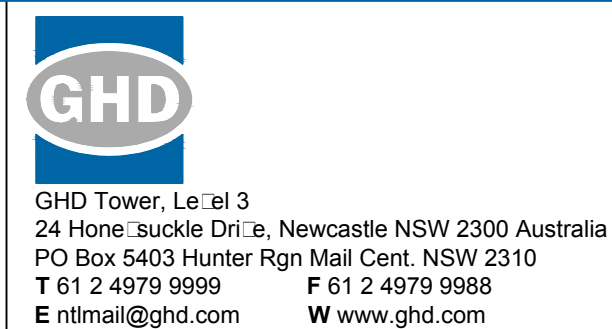 GHD
GHD Tower, Le□el 3
24 Hone□suckle Dri□e, Newcastle NSW 2300 Australia
PO Box 5403 Hunter Rgn Mail Cent. NSW 2310
T 61 2 4979 9999 F 61 2 4979 9988
E ntlmail@ghd.com W www.ghd.com